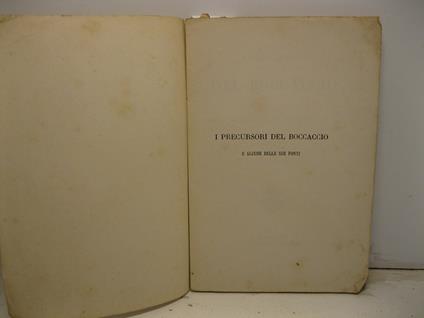 I PRECURSORI DEL BOCCACCIO
E ALCUNE DELLE SUE FONTI